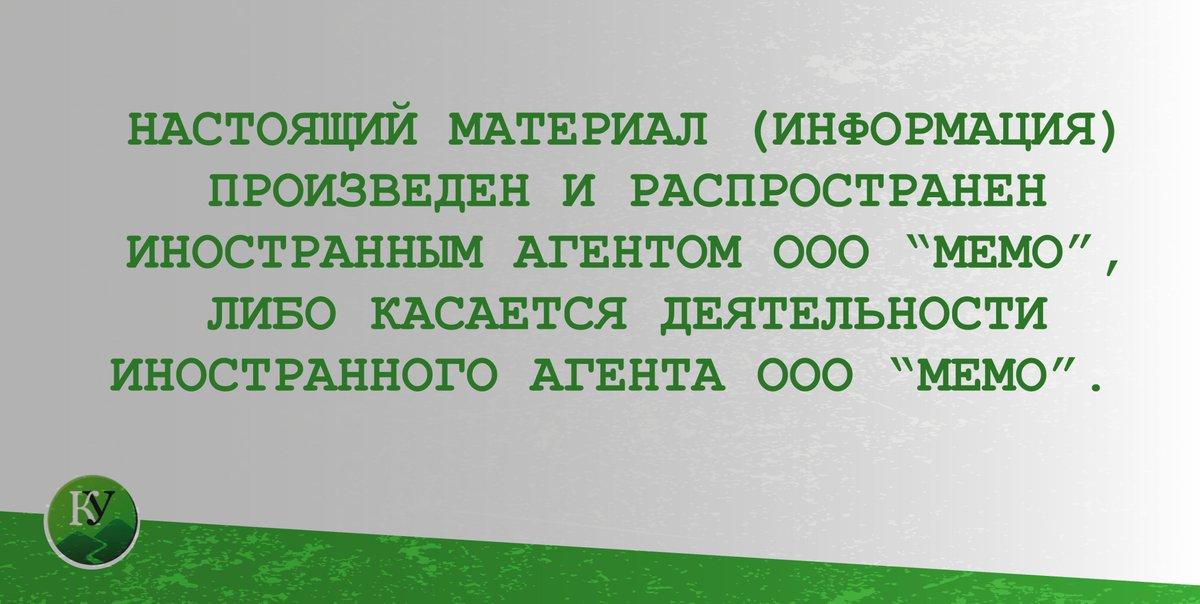 НАСТОЯЩИЙ МАТЕРИАЛ (ИНФОРМАЦИЯ)
ПРОИЗВЕДЕН И РАСПРОСТРАНЕН
ИНОСТРАННЫМ АГЕНТОМ ООО “МЕМО”,
ЛИБО КАСАЕТСЯ ДЕЯТЕЛЬНОСТИ
ИНОСТРАННОГО АГЕНТА ООО “МЕМО”.
КУ